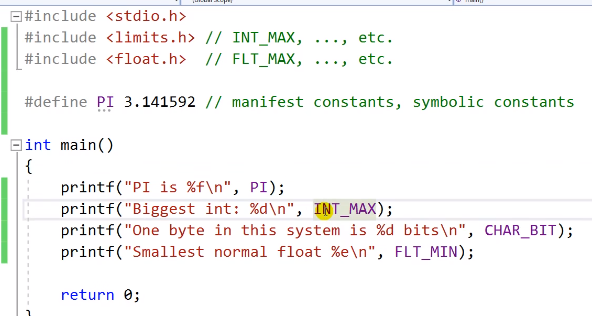 #include <stdio.h>
#include <limits.h> // INT_MAX, ..., etc.
#include <float.h>  // FLT_MAX, ..., etc.
#define PI 3.141592 // manifest constants, symbolic constants
int main()
{
    printf("PI is %f\n", PI);
    printf("Biggest int: %d\n", INT_MAX);
    printf("One byte in this system is %d bits\n", CHAR_BIT);
    printf("Smallest normal float %e\n", FLT_MIN);
    return 0;